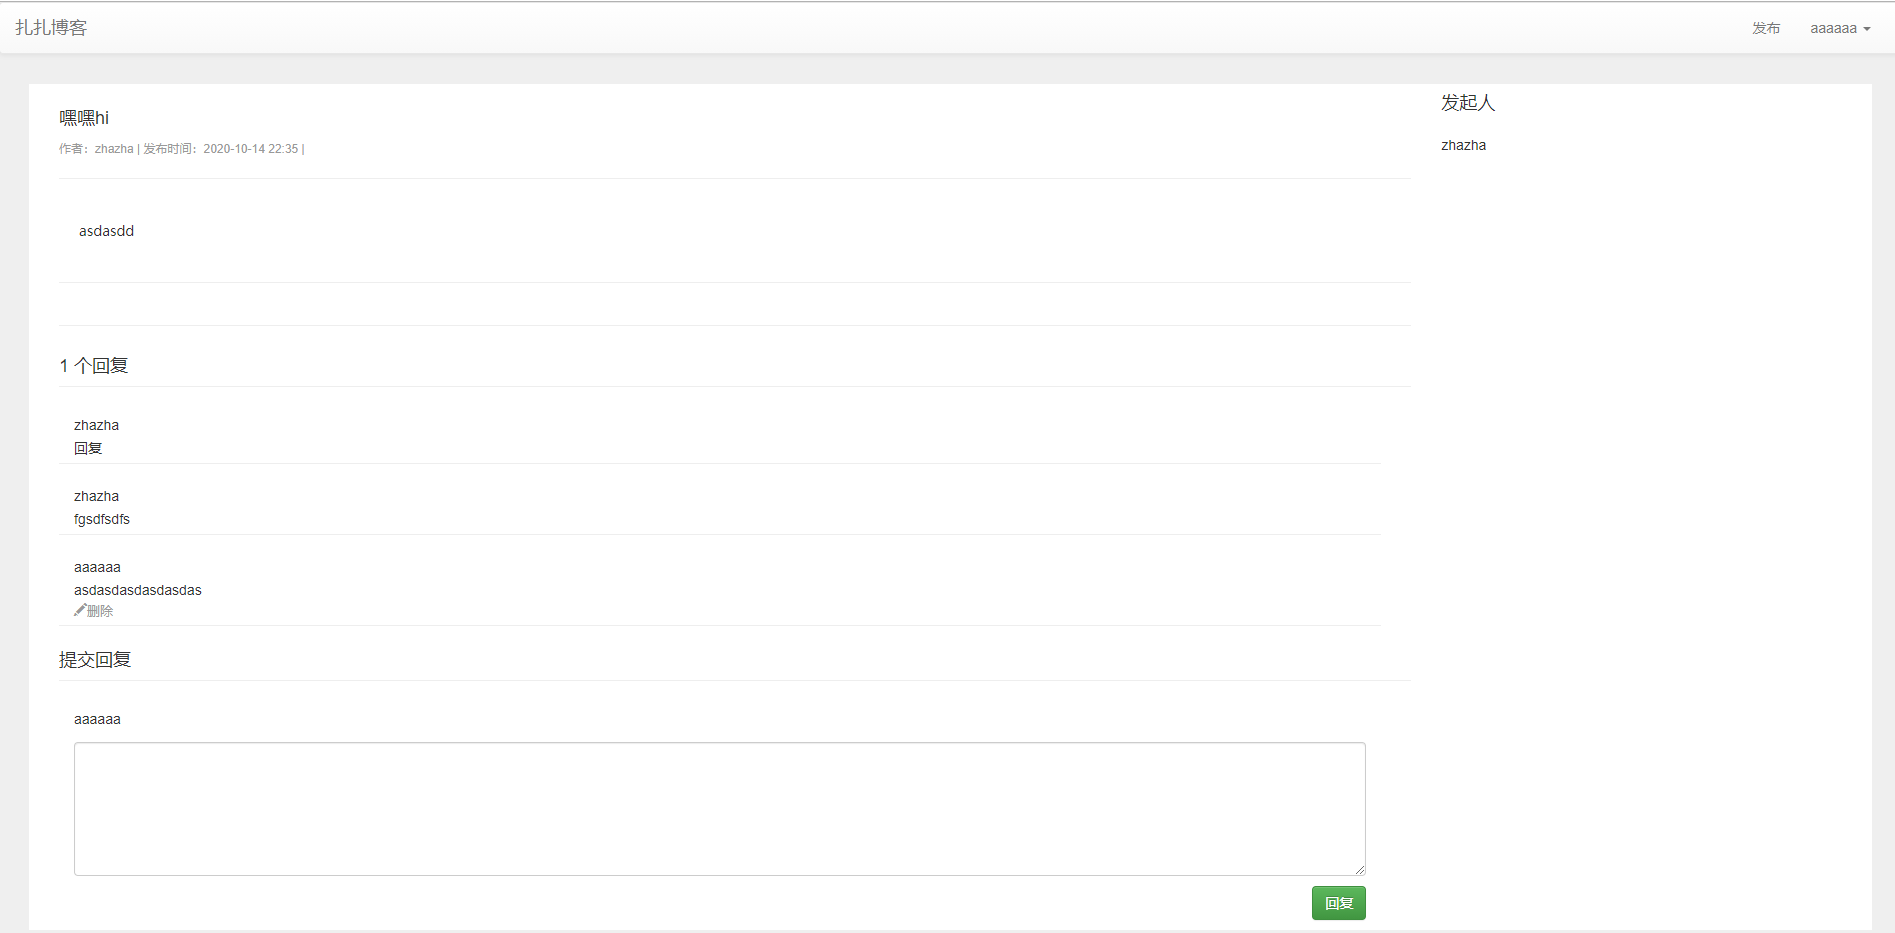 扎扎博客
发布
aaaaaa
嘿嘿hi
作者：zhazha | 发布时间：2020-10-14 22:35 |
asdasdd
1 个回复
zhazha
回复
zhazha
fgsdfsdfs
aaaaaa
asdasdasdasdasdas
删除
提交回复
aaaaaa
回复
发起人
zhazha